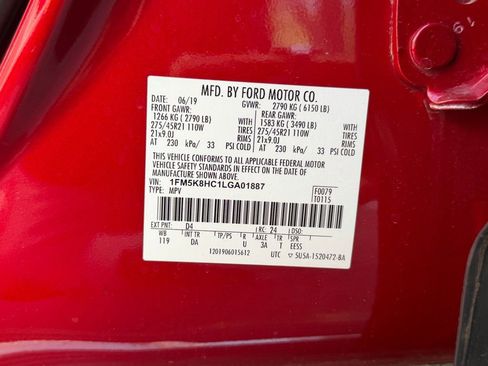 MFD. BY FORD MOTOR CO.
DATE: 06/19 GVWR: 2790 KG ( 6150 LB)
FRONT GAWR: REAR GAWR:
1266 KG ( 2790 LB) 1583 KG ( 3490 LB)
275/45R21 110W TIRES 275/45R21 110W TIRES
21x9.0J RIMS 21x9.0J RIMS
AT 230 kPa/ 33 PSI COLD AT 230 kPa/ 33 PSI COLD
THIS VEHICLE CONFORMS TO ALL APPLICABLE FEDERAL MOTOR
VEHICLE SAFETY STANDARDS IN EFFECT ON THE DATE OF
MANUFACTURE SHOWN ABOVE.
VIN: 1FM5K8HC1LGA01887
TYPE: MPV
F0079
T0115
EXT PNT: D4 RC: 24 DSO:
WB INT TR TP/PS R AXLE TR SPR
119 DA U 3A 1 EESS
1201906015612 UTC ▽ 5U5A-1520472-BA